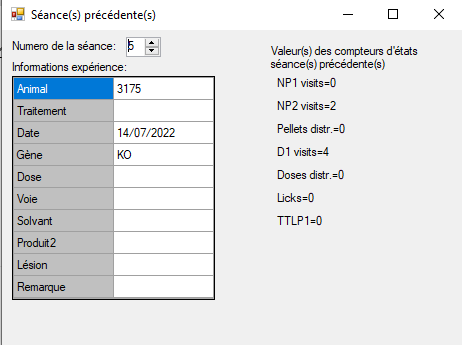 Séance(s) précédente(s)
Numero de la séance: 5
Infomations expérience:
Animal 3175
Traitement
Date 14/07/2022
Gène KO
Dose
Voie
Solvant
Produit2
Lésion
Remarque
Valeur(s) des compteurs d'états
séance(s) précédente(s)
NP1 visits=0
NP2 visits=2
Pellets distr.=0
D1 visits=4
Doses distr.=0
Licks=0
TTLP1=0